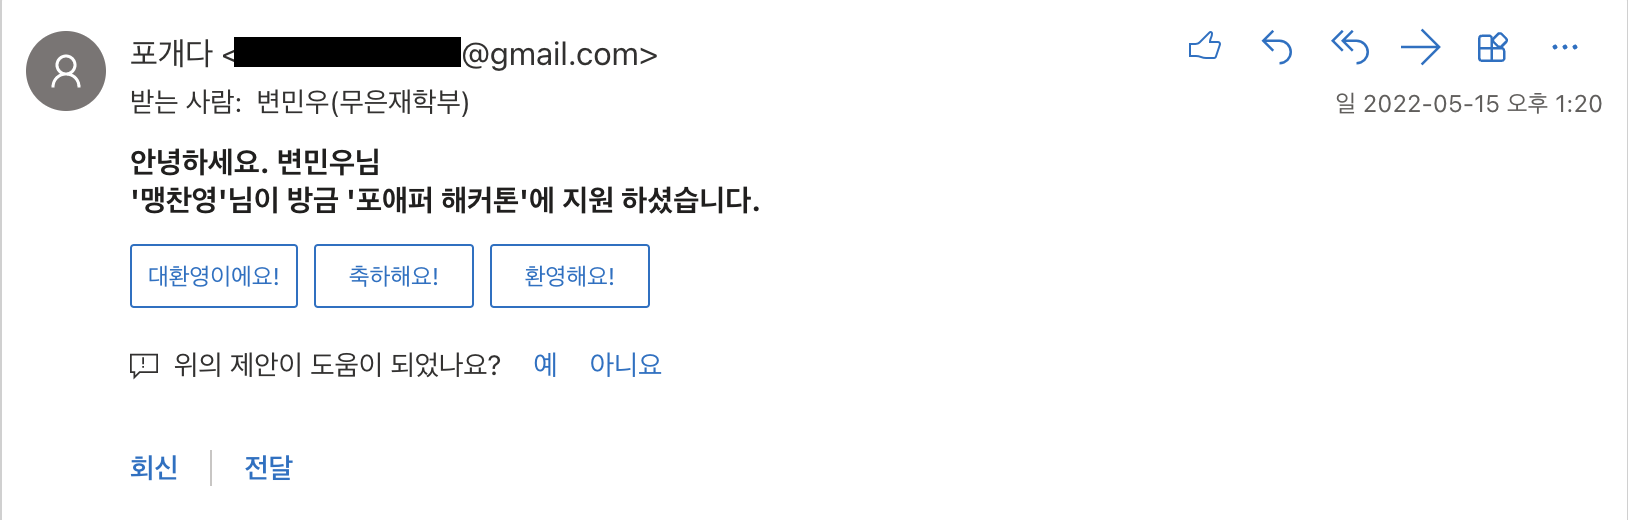 포개다 <@gmail.com>
받는 사람: 변민우(무은재학부)
일 2022-05-15 오후 1:20
안녕하세요. 변민우님
'맹찬영'님이 방금 '포애퍼 해커톤'에 지원 하셨습니다.
대환영이에요! 축하해요! 환영해요!
위의 제안이 도움이 되었나요? 예 아니요
회신 전달